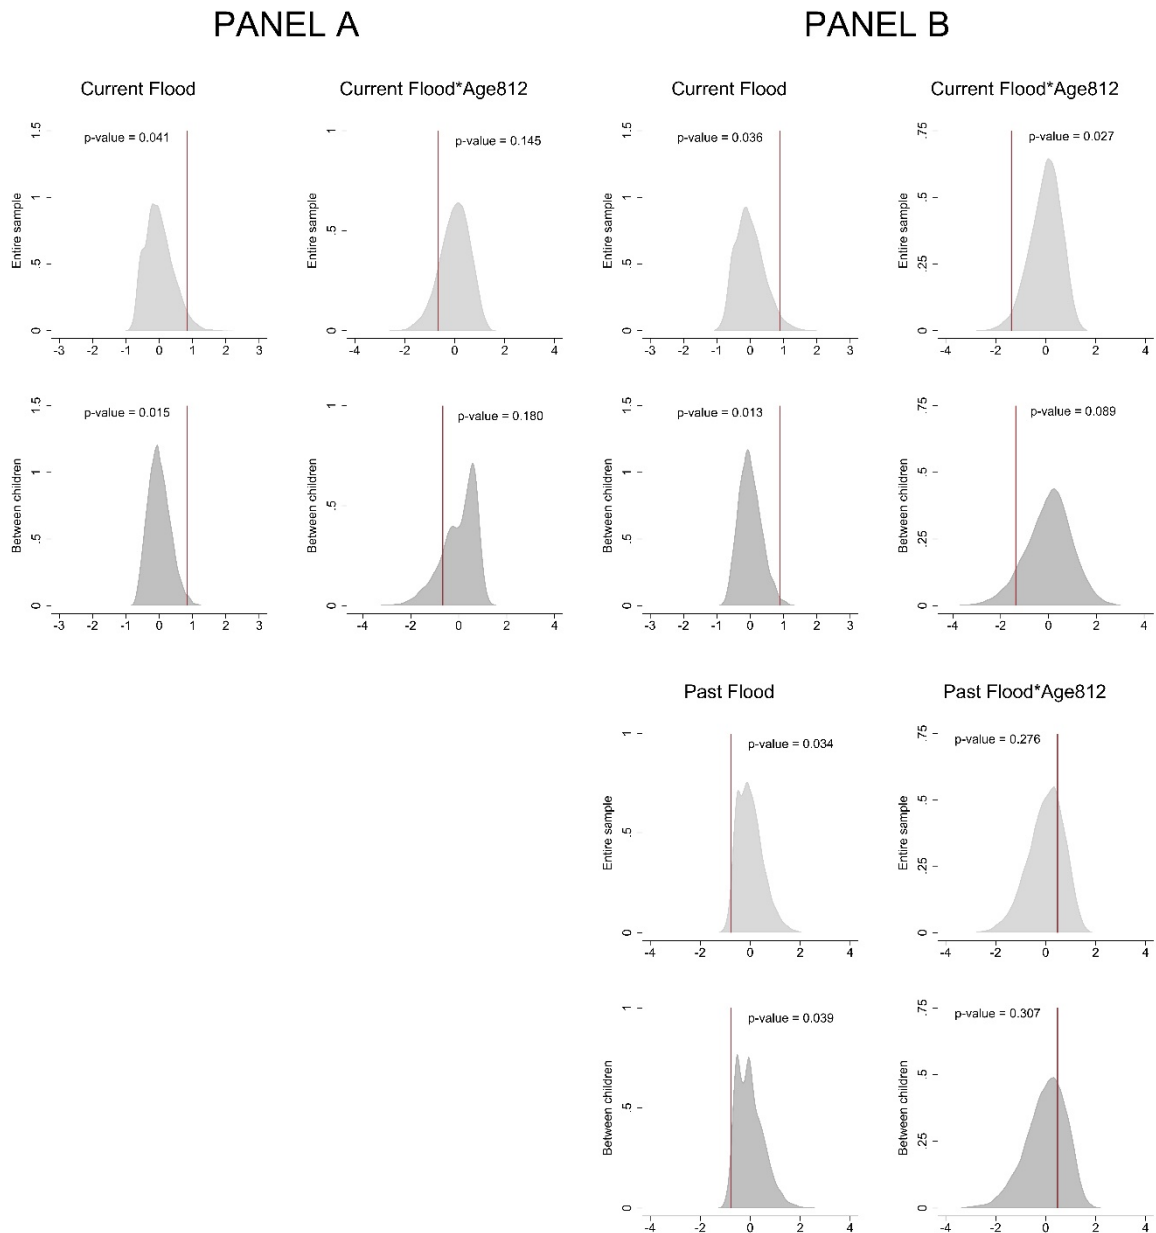 PANEL A
PANEL B
Current Flood
Current Flood*Age812
Current Flood
Current Flood*Age812
Entire sample
0 .5 1 1.5
p-value = 0.041
-3 -2 -1 0 1 2 3
Entire sample
0 .5 1
p-value = 0.145
-4 -2 0 2 4
Entire sample
0 .5 1 1.5
p-value = 0.036
-3 -2 -1 0 1 2 3
Entire sample
0 .25 .5 .75
p-value = 0.027
-4 -2 0 2 4
Between children
0 .5 1 1.5
p-value = 0.015
-3 -2 -1 0 1 2 3
Between children
0 .5 1
p-value = 0.180
-4 -2 0 2 4
Between children
0 .5 1 1.5
p-value = 0.013
-3 -2 -1 0 1 2 3
Between children
0 .25 .5 .75
p-value = 0.089
-4 -2 0 2 4
Past Flood
Past Flood*Age812
Entire sample
0 .5 1
p-value = 0.034
-4 -2 0 2 4
Entire sample
0 .25 .5 .75
p-value = 0.276
-4 -2 0 2 4
Between children
0 .5 1
p-value = 0.039
-4 -2 0 2 4
Between children
0 .25 .5 .75
p-value = 0.307
-4 -2 0 2 4